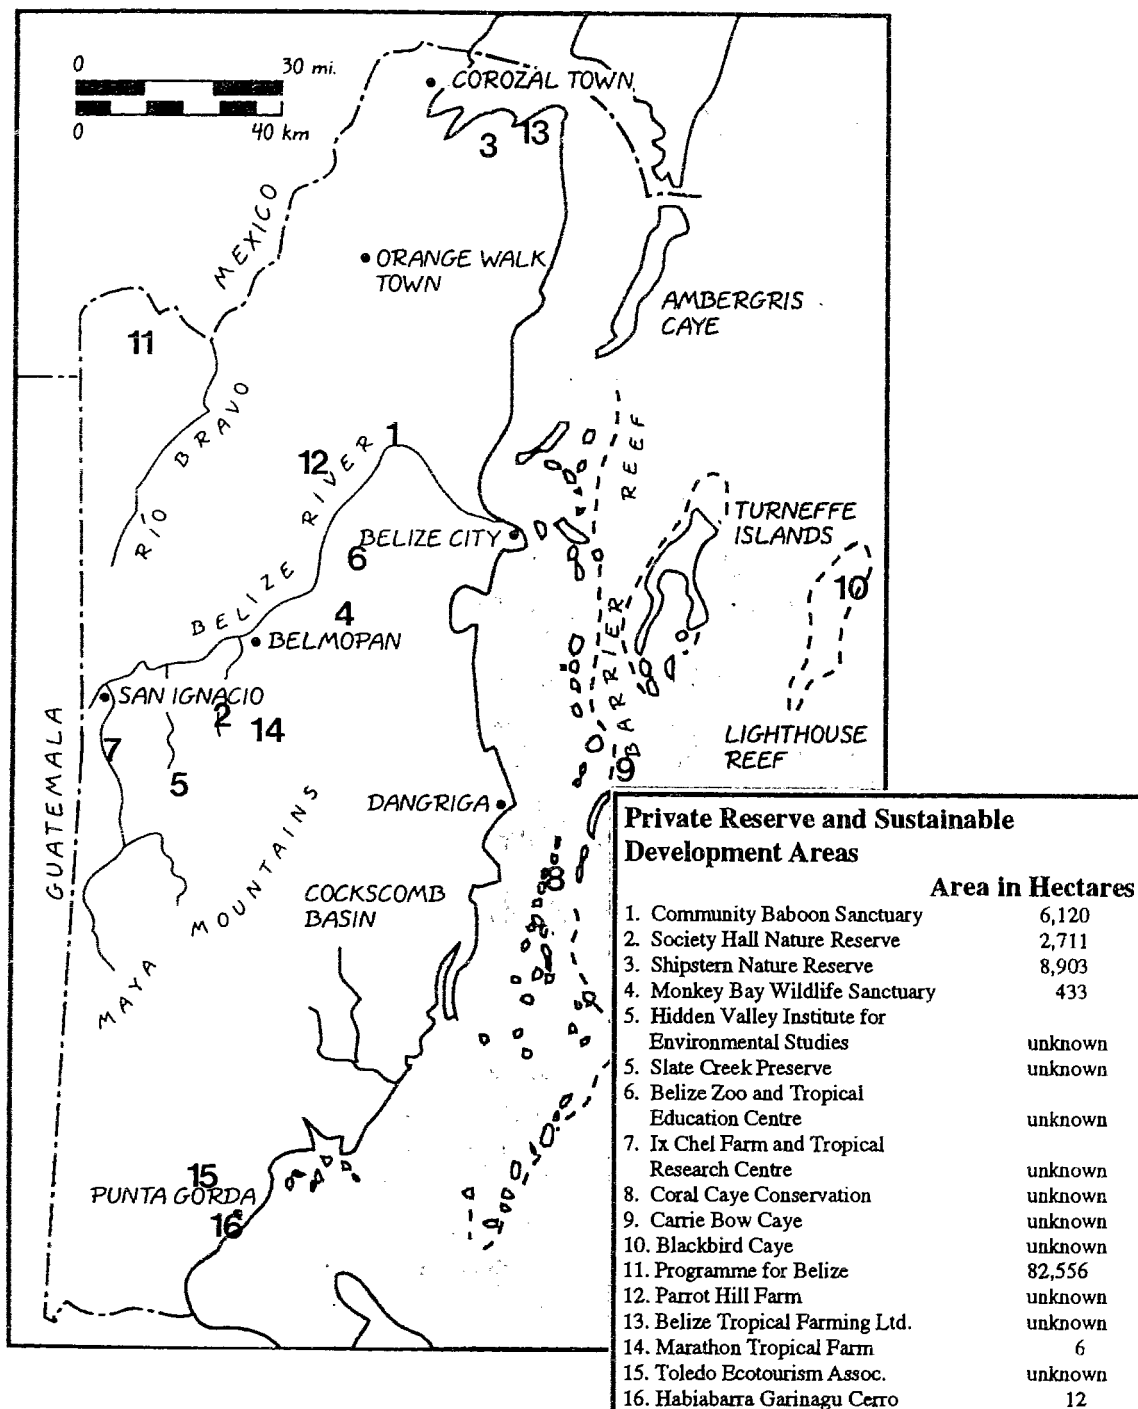 0 30 mi.
0 40 km
COROZAL TOWN
3 13
MEXICO
ORANGE WALK
TOWN
AMBERGRIS
CAYE
11
RÍO BRAVO
1
12
BELIZE RIVER
BARRIER REEF
TURNEFFE
ISLANDS
BELIZE CITY
6
10
4
BELMOPAN
SAN IGNACIO
2
14
7
5
LIGHTHOUSE
REEF
9
GUATEMALA
DANGRIGA
MAYA MOUNTAINS
8
COCKSCOMB
BASIN
15
PUNTA GORDA
16
Private Reserve and Sustainable
Development Areas
Area in Hectares
1. Community Baboon Sanctuary 6,120
2. Society Hall Nature Reserve 2,711
3. Shipstern Nature Reserve 8,903
4. Monkey Bay Wildlife Sanctuary 433
5. Hidden Valley Institute for
Environmental Studies unknown
5. Slate Creek Preserve unknown
6. Belize Zoo and Tropical
Education Centre unknown
7. Ix Chel Farm and Tropical
Research Centre unknown
8. Coral Caye Conservation unknown
9. Carrie Bow Caye unknown
10. Blackbird Caye unknown
11. Programme for Belize 82,556
12. Parrot Hill Farm unknown
13. Belize Tropical Farming Ltd. unknown
14. Marathon Tropical Farm 6
15. Toledo Ecotourism Assoc. unknown
16. Habiabarra Garinagu Cerro 12